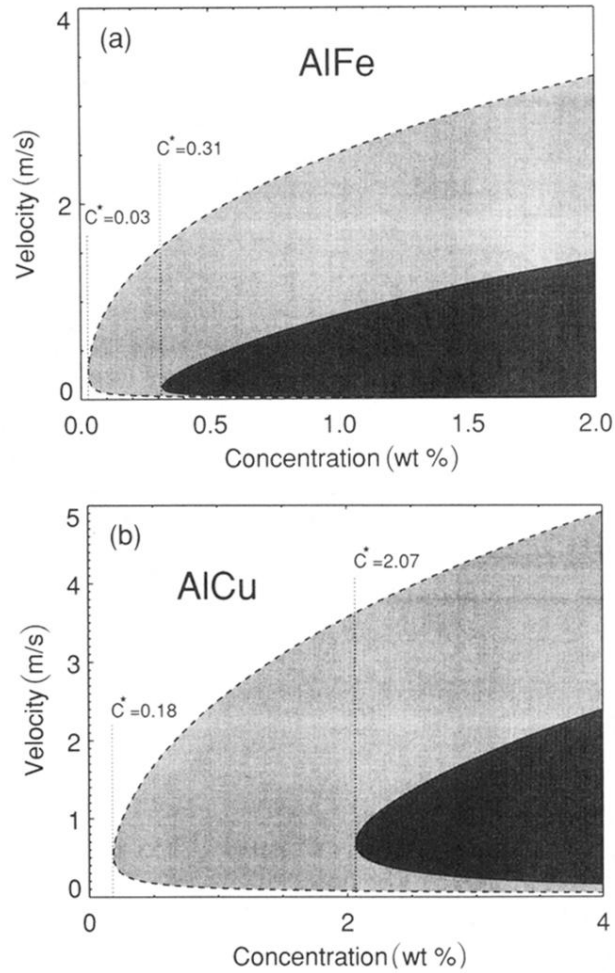 4
(a)
AlFe
C*=0.31
2
C*=0.03
Velocity (m/s)
0
0.0 0.5 1.0 1.5 2.0
Concentration (wt %)
5
(b)
C*=2.07
AlCu
4
3
C*=0.18
2
Velocity (m/s)
1
0
0 2 4
Concentration (wt %)